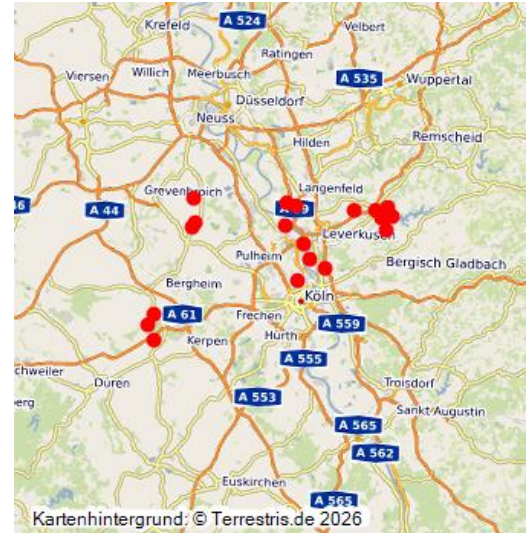 Krefeld
A 524
Velbert
Ratingen
Viersen
Willich
Meerbusch
A 535
Wuppertal
Düsseldorf
Neuss
Remscheid
Hilden
Grevenbroich
Langenfeld
A 44
Leverkusen
Pulheim
Bergisch Gladbach
Bergheim
Köln
A 61
Frechen
A 559
Kerpen
Hürth
A 555
Düren
Troisdorf
A 553
Sankt Augustin
A 565
A 562
Euskirchen
A 565
Kartenhintergrund: © Terrestris.de 2026